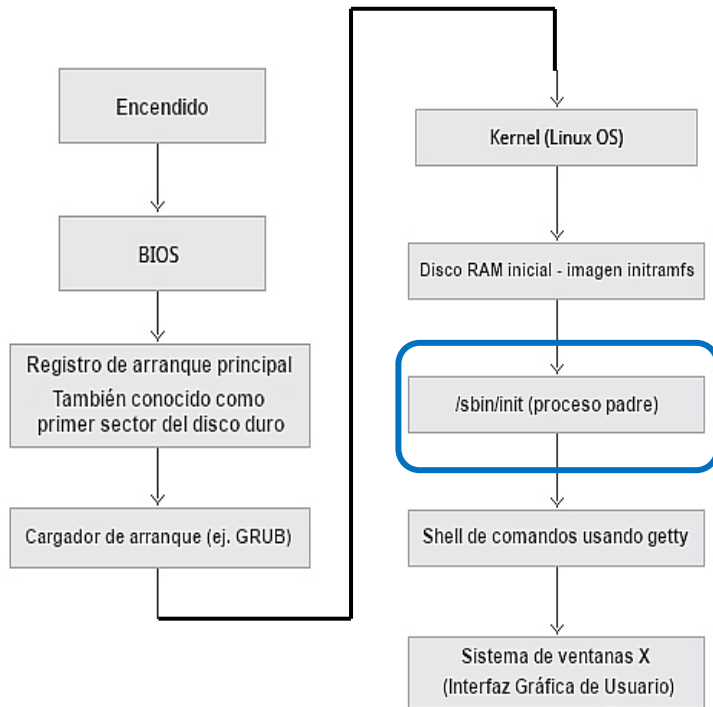 Encendido
BIOS
Registro de arranque principal
También conocido como
primer sector del disco duro
Cargador de arranque (ej. GRUB)
Kernel (Linux OS)
Disco RAM inicial - imagen initramfs
/sbin/init (proceso padre)
Shell de comandos usando getty
Sistema de ventanas X
(Interfaz Gráfica de Usuario)